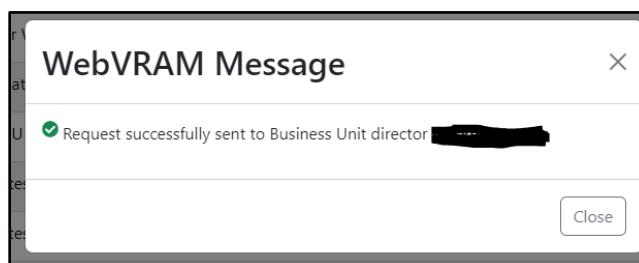 WebVRAM Message
Request successfully sent to Business Unit director
Close